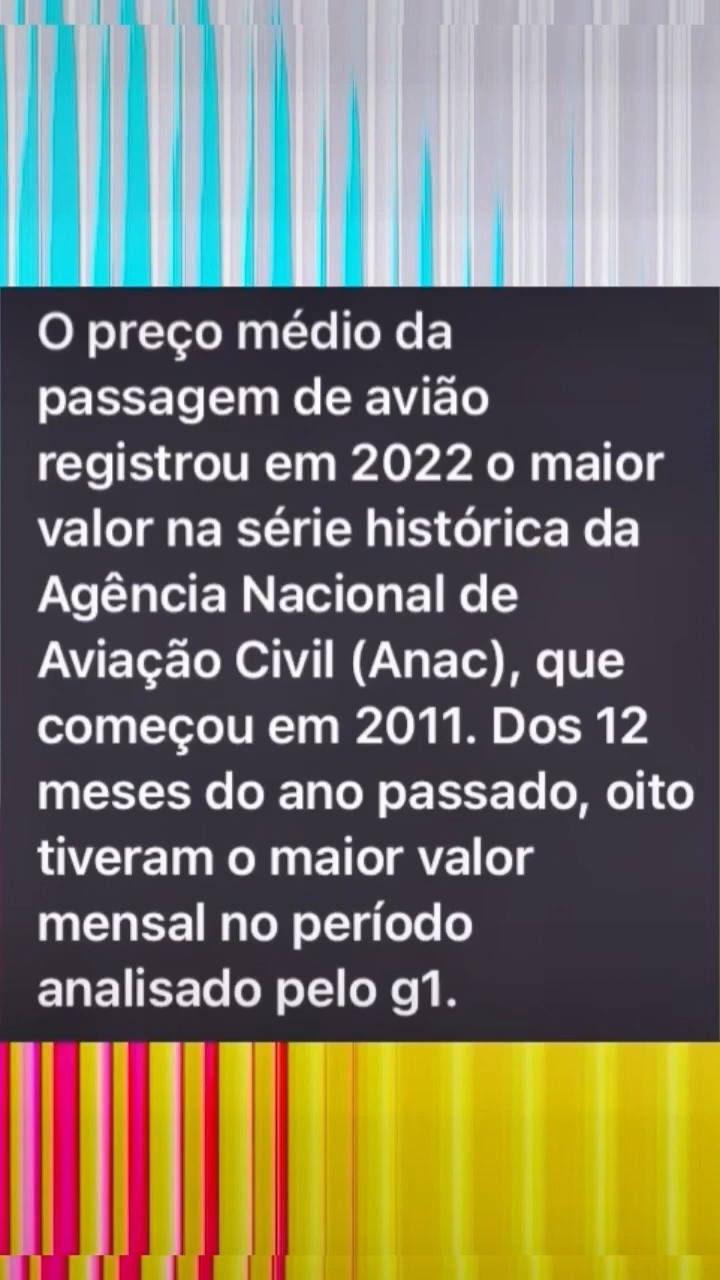 O preço médio da
passagem de avião
registrou em 2022 o maior
valor na série histórica da
Agência Nacional de
Aviação Civil (Anac), que
começou em 2011. Dos 12
meses do ano passado, oito
tiveram o maior valor
mensal no período
analisado pelo g1.